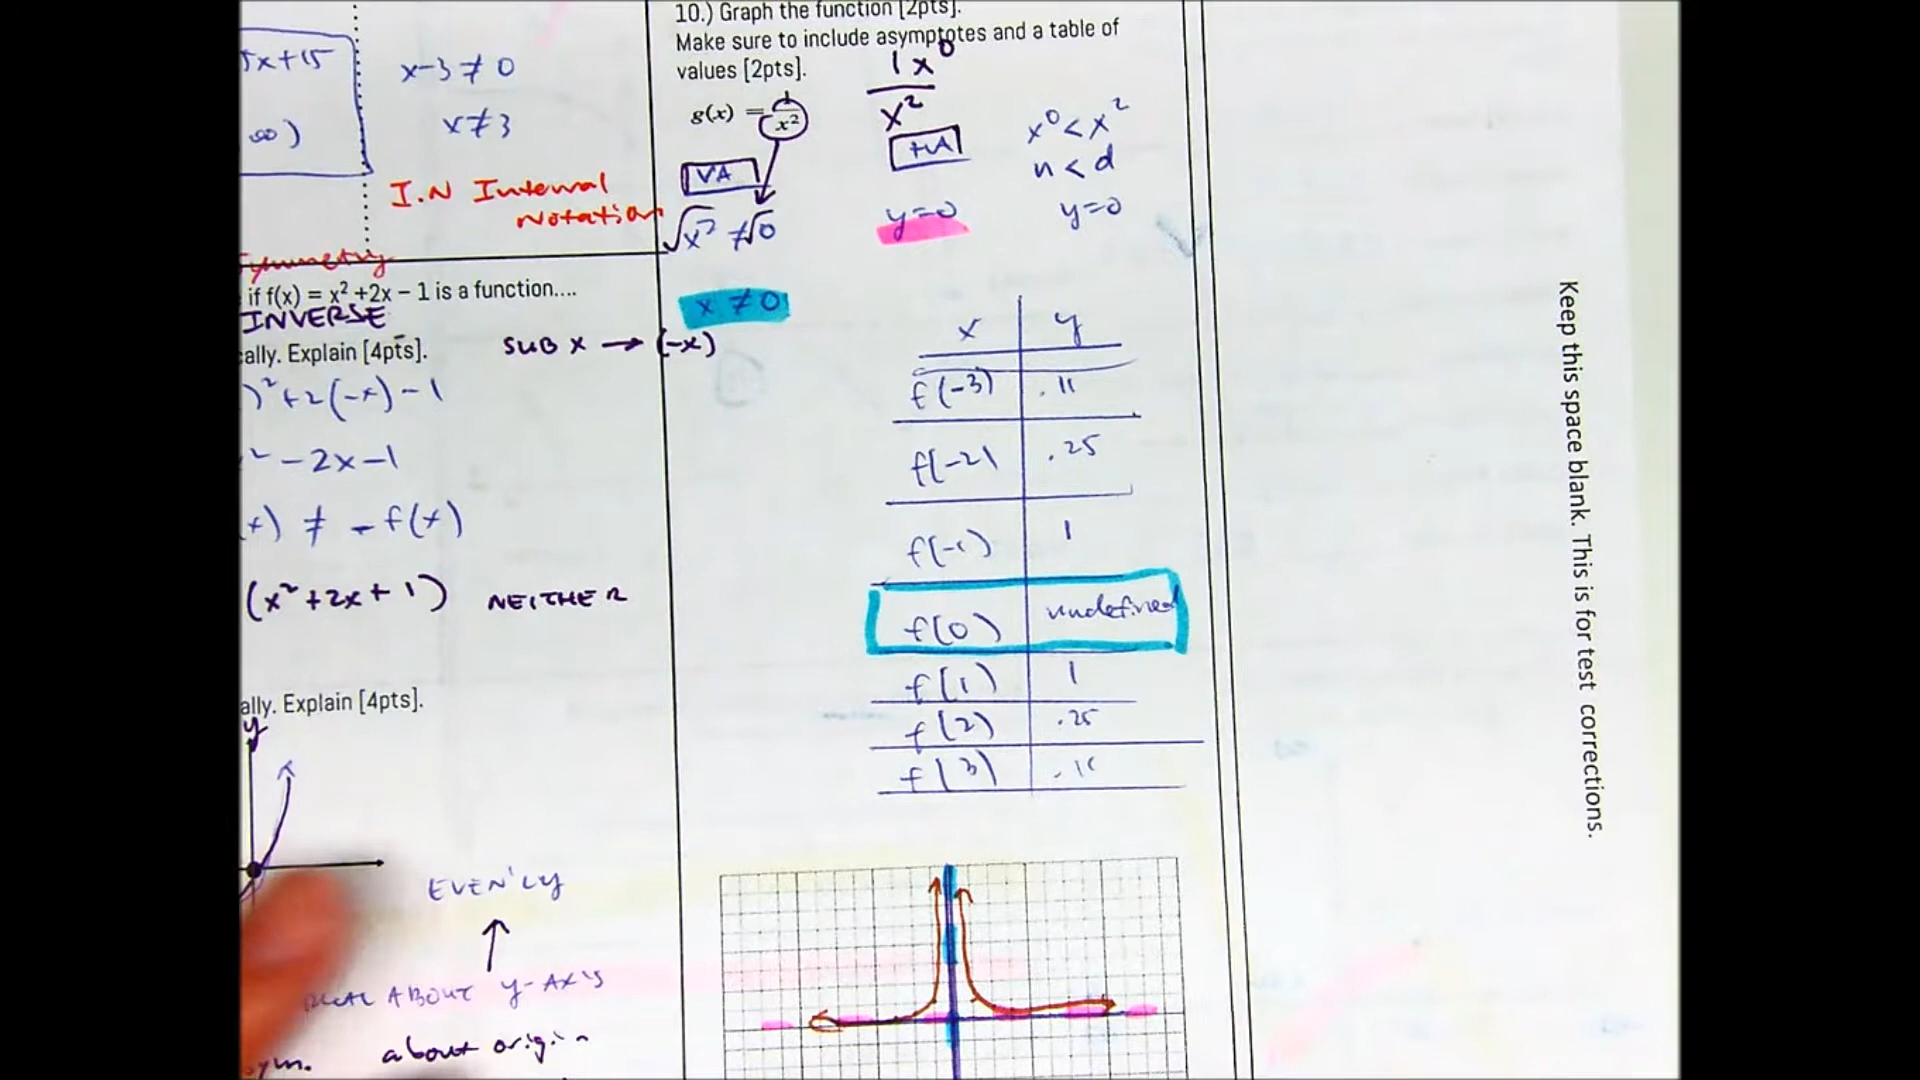 5x+15
∞)
x-3 ≠ 0
x≠3
I.N Interval
Notation
Symmetry
if f(x) = x² +2x – 1 is a function....
INVERSE
ally. Explain [4pts].
SUB x → (-x)
)²+2(-x)-1
² -2x-1
x) ≠ -f(x)
(x²+2x+1) NEITHER
ally. Explain [4pts].
y
EVEN'LY
ABOUT y-AXIS
sym. about origin
10.) Graph the function [2pts].
Make sure to include asymptotes and a table of
values [2pts].
g(x) = 1/x²
1x⁰/x²
VA
HA
x⁰ < x²
n < d
√x² ≠ √0
y=0
y=0
x ≠ 0
x y
f(-3) .11
f(-2) .25
f(-1) 1
f(0) undefined
f(1) 1
f(2) .25
f(3) .11
Keep this space blank. This is for test corrections.